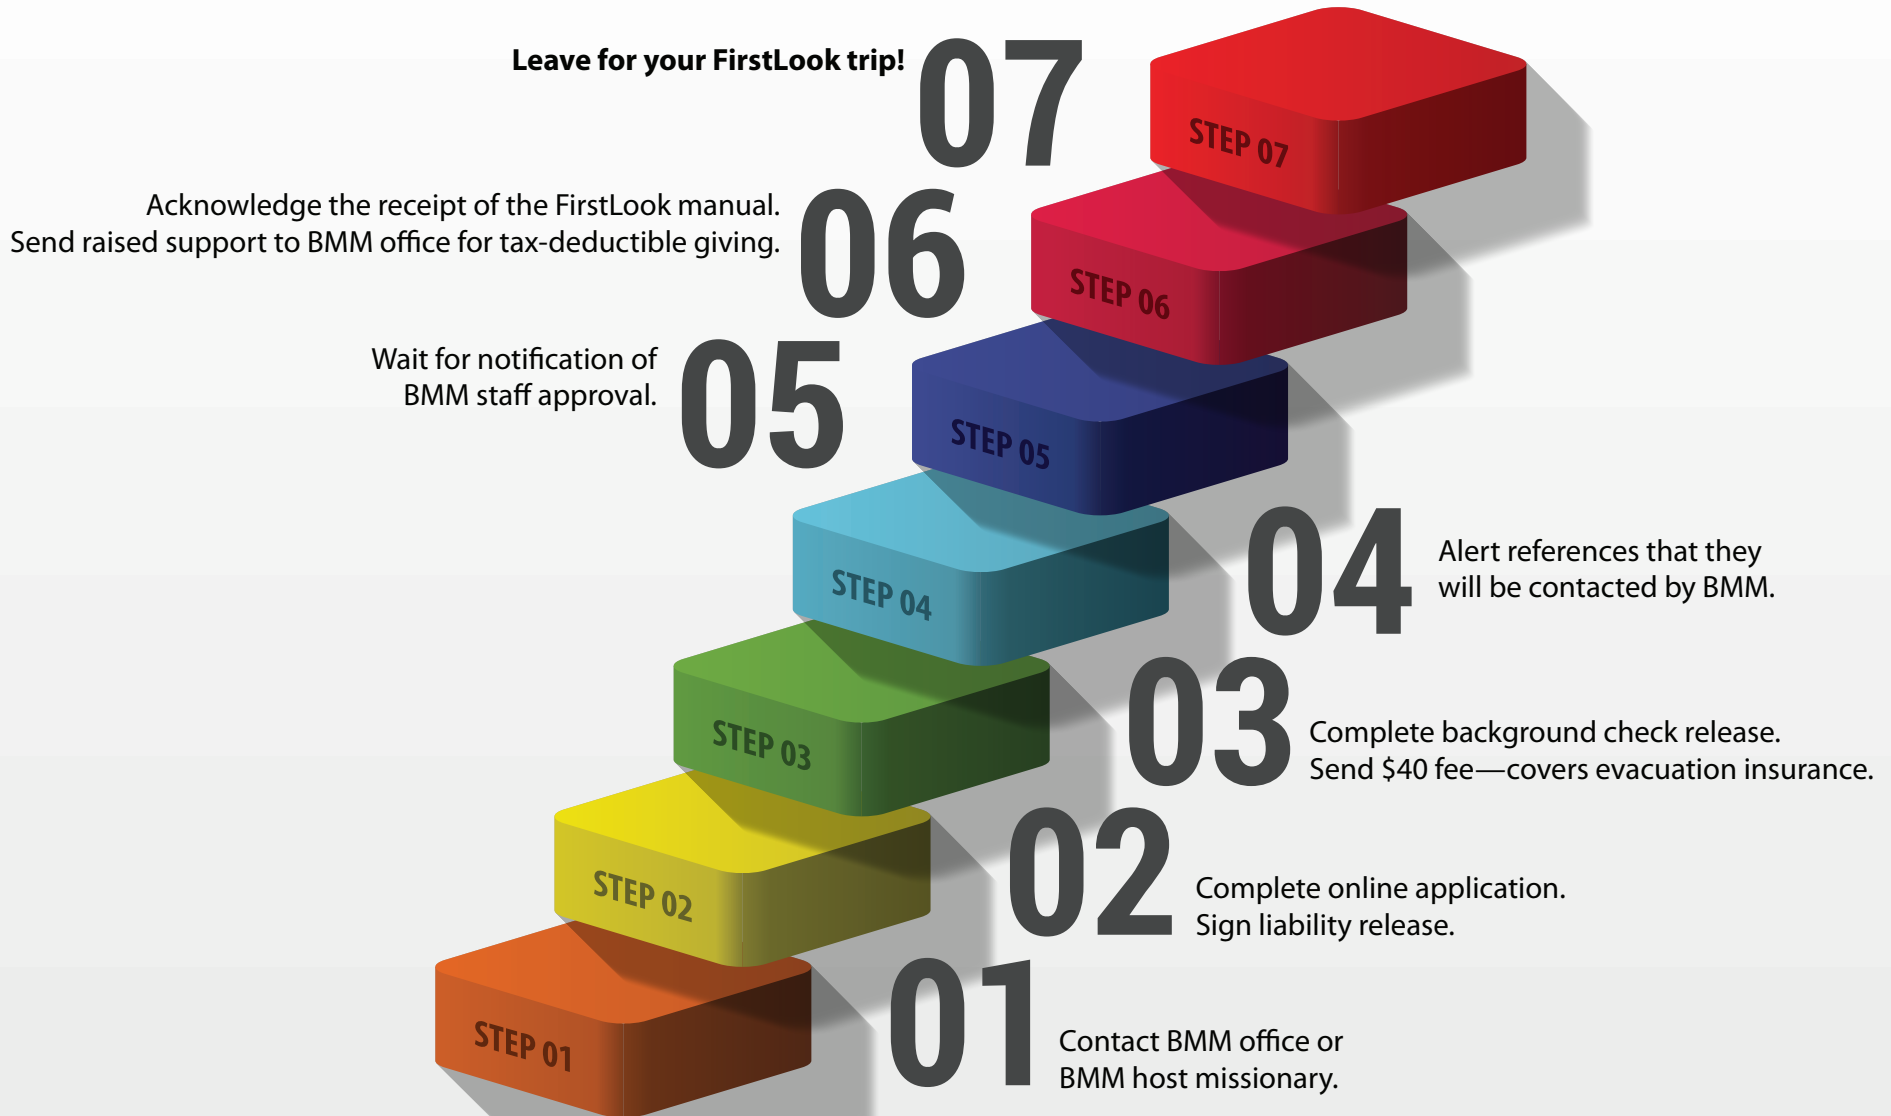 Leave for your FirstLook trip!
07
STEP 07
Acknowledge the receipt of the FirstLook manual.
Send raised support to BMM office for tax-deductible giving.
06
STEP 06
Wait for notification of
BMM staff approval.
05
STEP 05
04
Alert references that they
will be contacted by BMM.
STEP 04
03
Complete background check release.
Send $40 fee—covers evacuation insurance.
STEP 03
02
Complete online application.
Sign liability release.
STEP 02
01
Contact BMM office or
BMM host missionary.
STEP 01